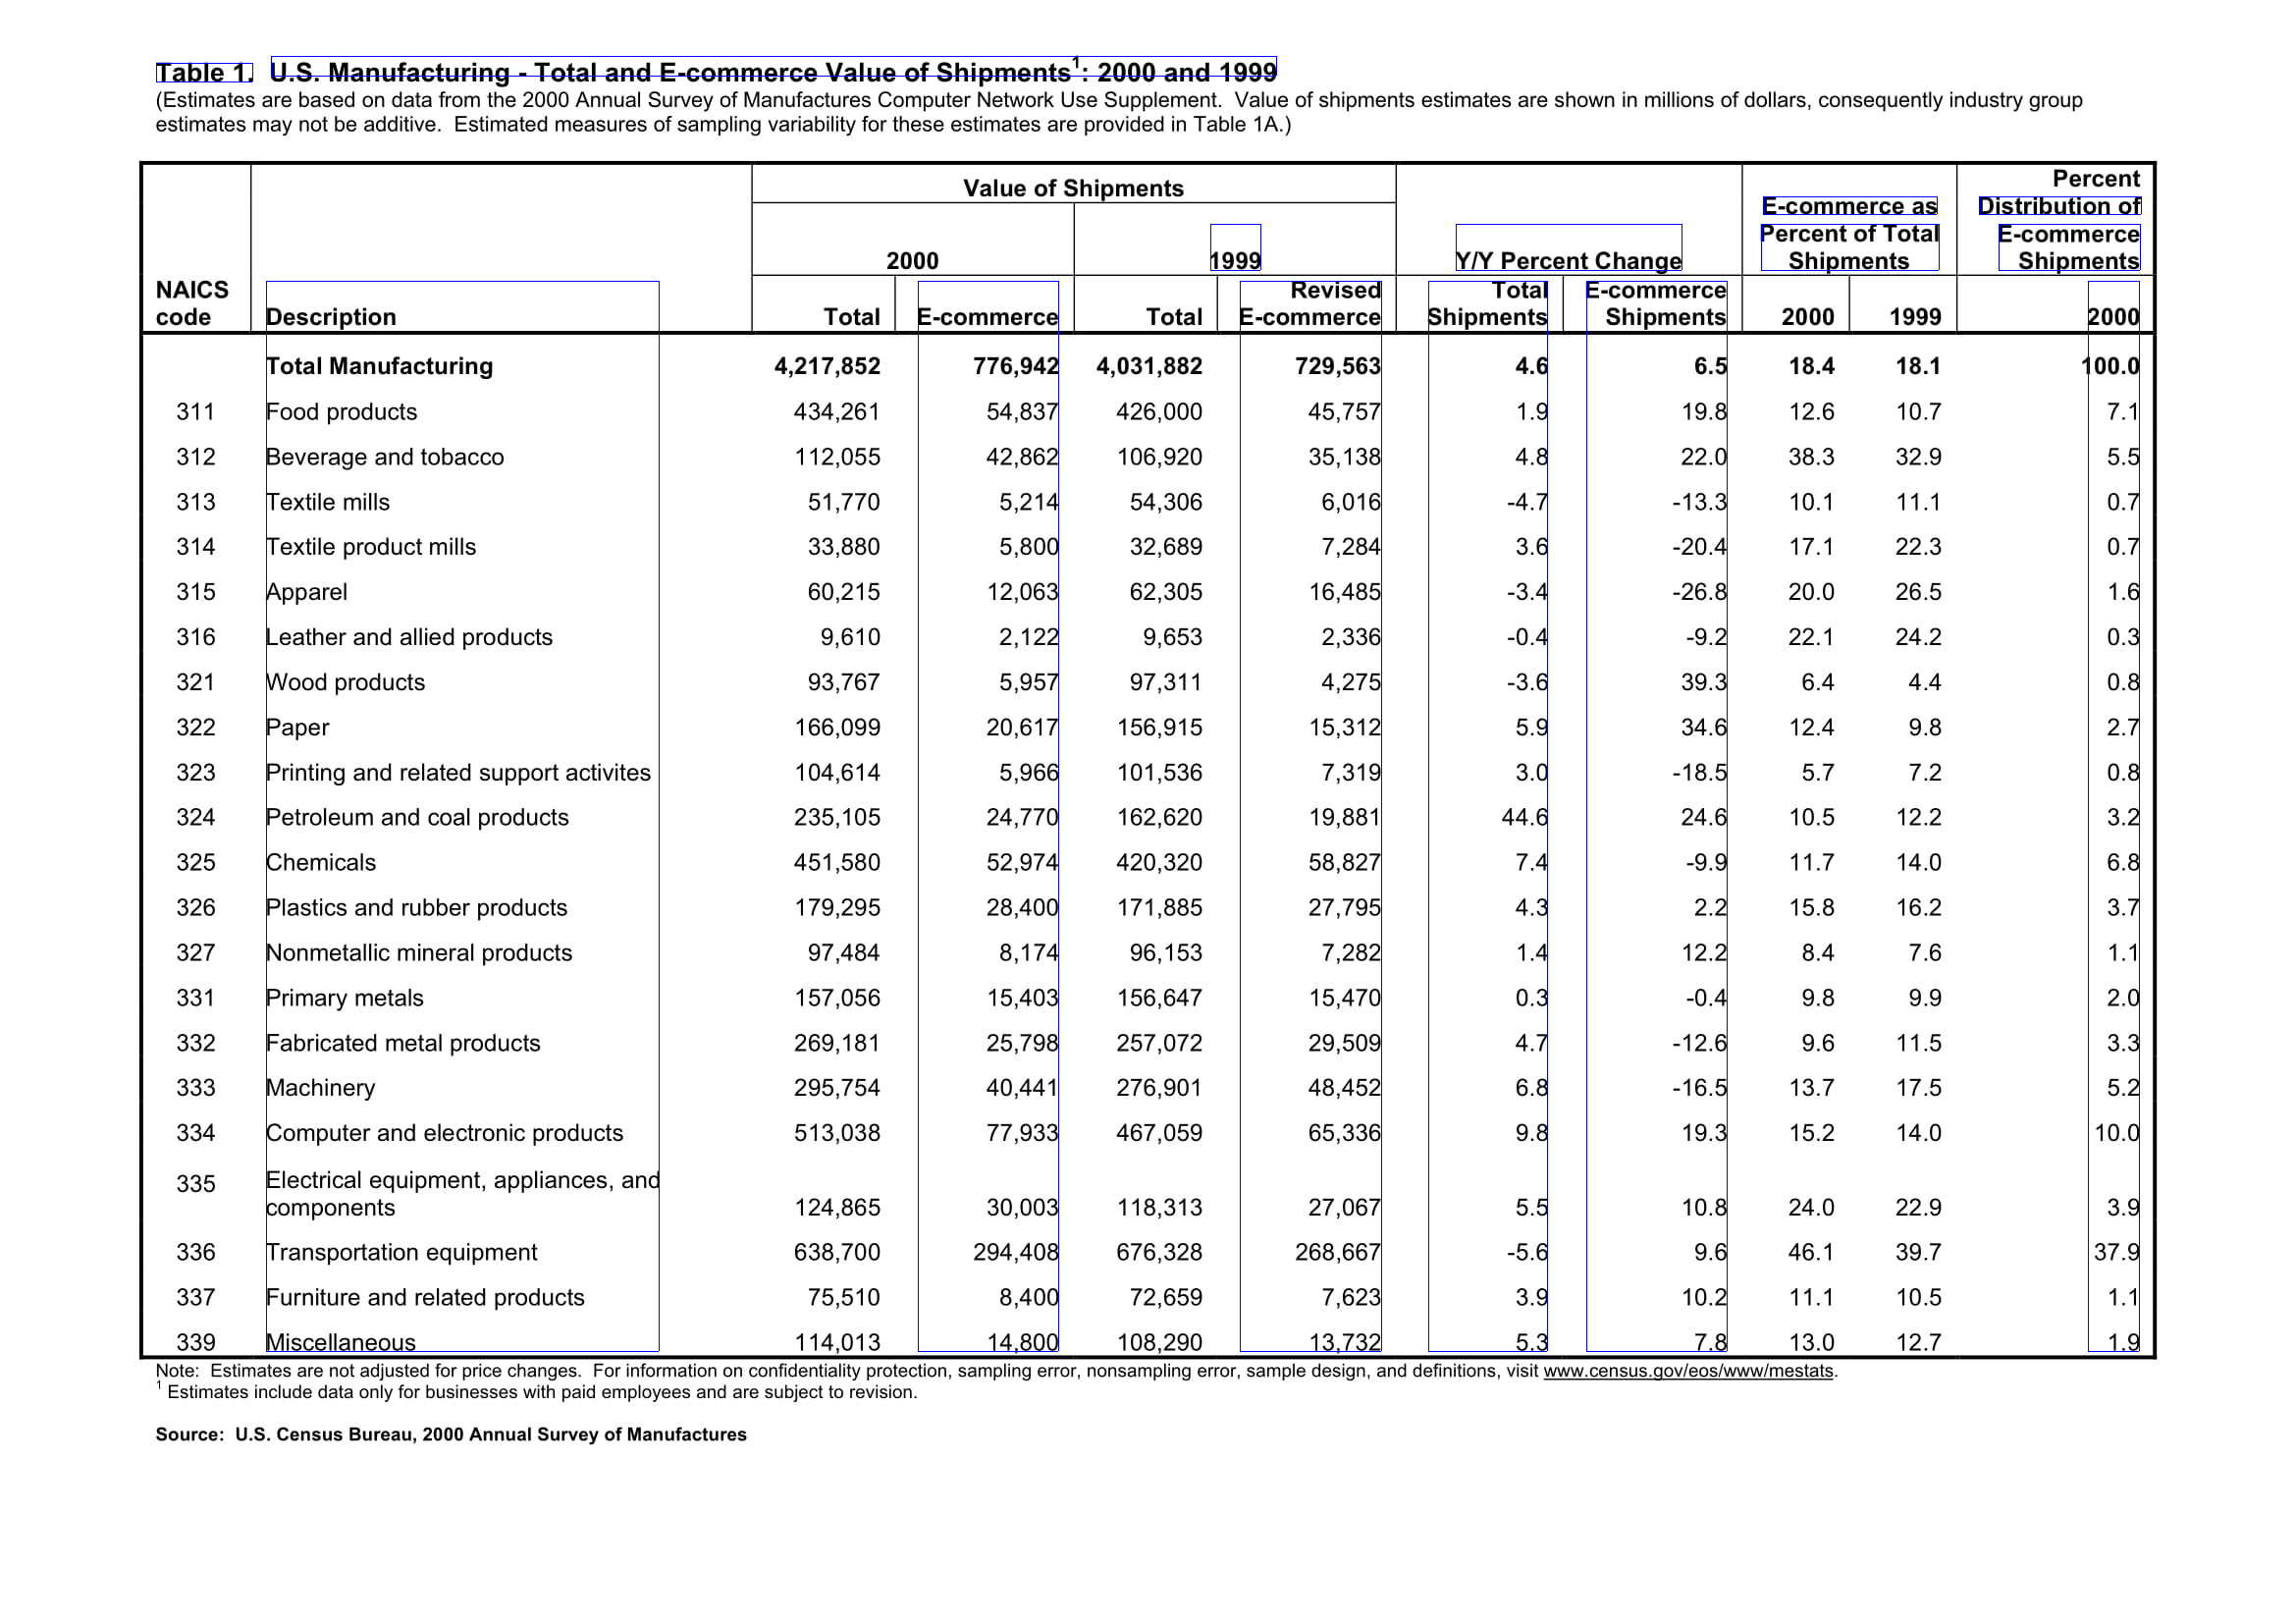 Table 1.  U.S. Manufacturing - Total and E-commerce Value of Shipments1: 2000 and 1999
(Estimates are based on data from the 2000 Annual Survey of Manufactures Computer Network Use Supplement.  Value of shipments estimates are shown in millions of dollars, consequently industry group
estimates may not be additive.  Estimated measures of sampling variability for these estimates are provided in Table 1A.)
Value of Shipments
Percent
E-commerce as Distribution of
Percent of Total E-commerce
2000 1999 Y/Y Percent Change Shipments Shipments
NAICS Revised Total E-commerce
code Description Total E-commerce Total E-commerce Shipments Shipments 2000 1999 2000
Total Manufacturing 4,217,852 776,942 4,031,882 729,563 4.6 6.5 18.4 18.1 100.0
311 Food products 434,261 54,837 426,000 45,757 1.9 19.8 12.6 10.7 7.1
312 Beverage and tobacco 112,055 42,862 106,920 35,138 4.8 22.0 38.3 32.9 5.5
313 Textile mills 51,770 5,214 54,306 6,016 -4.7 -13.3 10.1 11.1 0.7
314 Textile product mills 33,880 5,800 32,689 7,284 3.6 -20.4 17.1 22.3 0.7
315 Apparel 60,215 12,063 62,305 16,485 -3.4 -26.8 20.0 26.5 1.6
316 Leather and allied products 9,610 2,122 9,653 2,336 -0.4 -9.2 22.1 24.2 0.3
321 Wood products 93,767 5,957 97,311 4,275 -3.6 39.3 6.4 4.4 0.8
322 Paper 166,099 20,617 156,915 15,312 5.9 34.6 12.4 9.8 2.7
323 Printing and related support activites 104,614 5,966 101,536 7,319 3.0 -18.5 5.7 7.2 0.8
324 Petroleum and coal products 235,105 24,770 162,620 19,881 44.6 24.6 10.5 12.2 3.2
325 Chemicals 451,580 52,974 420,320 58,827 7.4 -9.9 11.7 14.0 6.8
326 Plastics and rubber products 179,295 28,400 171,885 27,795 4.3 2.2 15.8 16.2 3.7
327 Nonmetallic mineral products 97,484 8,174 96,153 7,282 1.4 12.2 8.4 7.6 1.1
331 Primary metals 157,056 15,403 156,647 15,470 0.3 -0.4 9.8 9.9 2.0
332 Fabricated metal products 269,181 25,798 257,072 29,509 4.7 -12.6 9.6 11.5 3.3
333 Machinery 295,754 40,441 276,901 48,452 6.8 -16.5 13.7 17.5 5.2
334 Computer and electronic products 513,038 77,933 467,059 65,336 9.8 19.3 15.2 14.0 10.0
335 Electrical equipment, appliances, and
components 124,865 30,003 118,313 27,067 5.5 10.8 24.0 22.9 3.9
336 Transportation equipment 638,700 294,408 676,328 268,667 -5.6 9.6 46.1 39.7 37.9
337 Furniture and related products 75,510 8,400 72,659 7,623 3.9 10.2 11.1 10.5 1.1
339 Miscellaneous 114,013 14,800 108,290 13,732 5.3 7.8 13.0 12.7 1.9
Note:  Estimates are not adjusted for price changes.  For information on confidentiality protection, sampling error, nonsampling error, sample design, and definitions, visit www.census.gov/eos/www/mestats.
1 Estimates include data only for businesses with paid employees and are subject to revision.
Source:  U.S. Census Bureau, 2000 Annual Survey of Manufactures